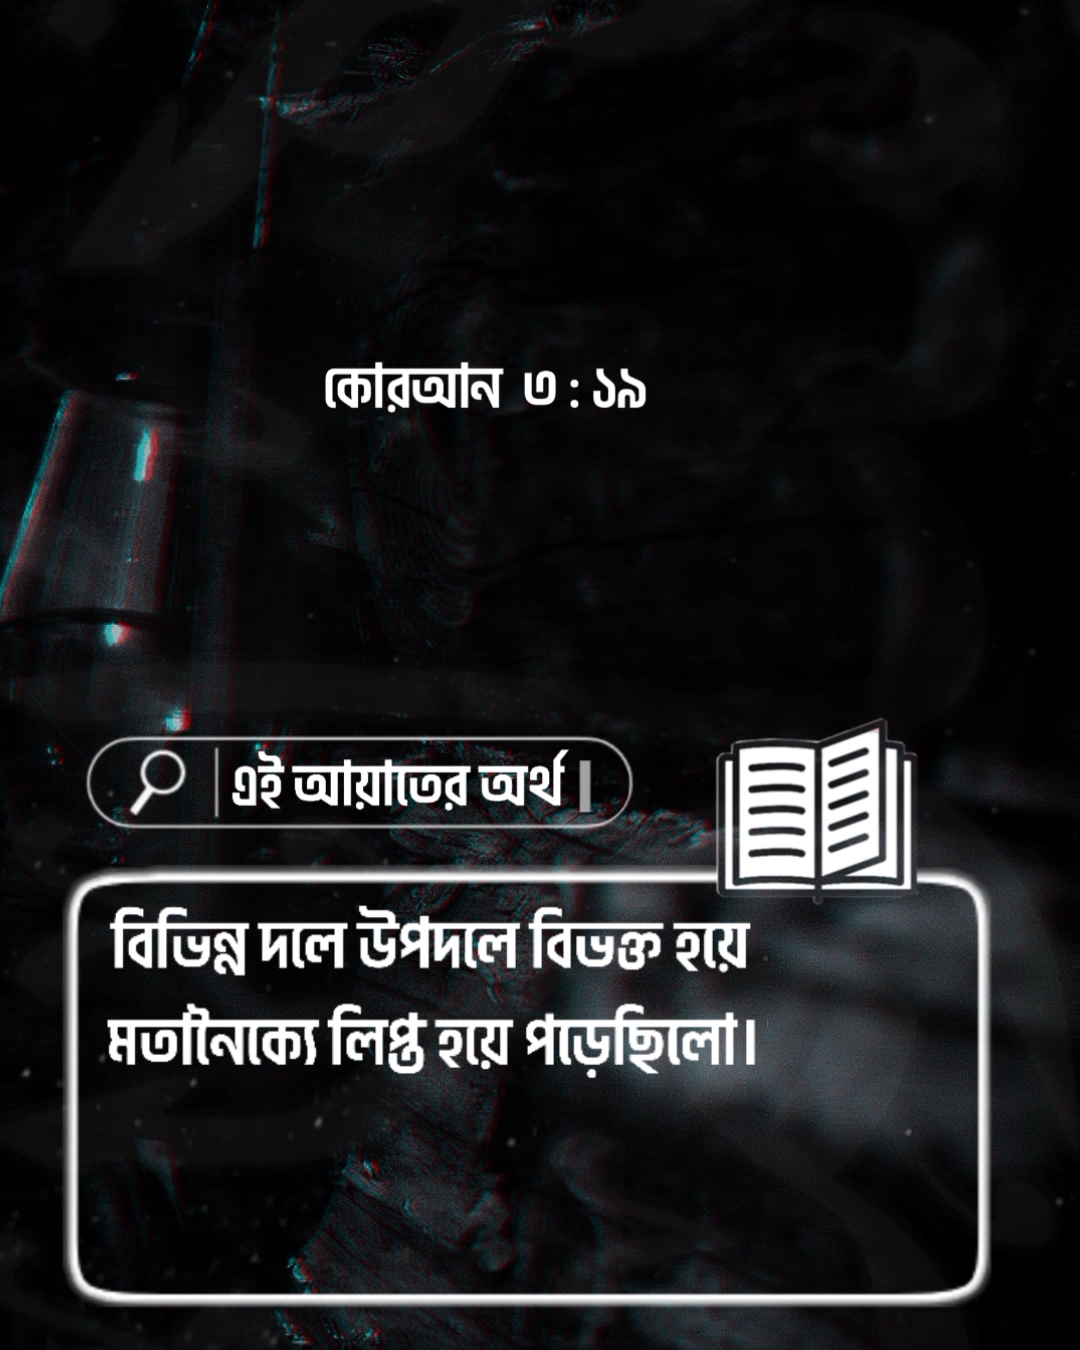 কোরআন ৩ : ১৯
এই আয়াতের অর্থ
বিভিন্ন দলে উপদলে বিভক্ত হয়ে
মতানৈক্যে লিপ্ত হয়ে পড়েছিলো।